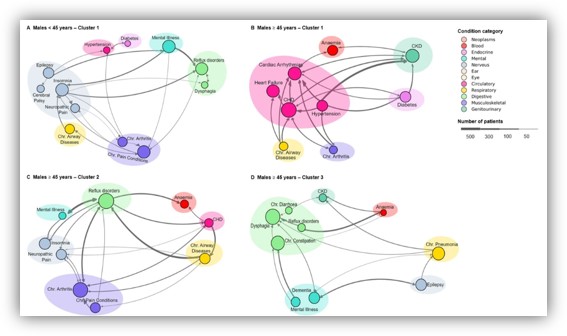 A Males < 45 years – Cluster 1
Hypertension
Diabetes
Mental Illness
Reflux disorders
Dysphagia
Epilepsy
Insomnia
Cerebral
Palsy
Neuropathic
Pain
Chr. Airway
Diseases
Chr. Arthritis
Chr. Pain Conditions
B Males ≥ 45 years – Cluster 1
Anaemia
CKD
Cardiac Arrhythmias
Heart Failure
CHD
Hypertension
Diabetes
Chr. Airway
Diseases
Chr. Arthritis
Condition category
Neoplasms
Blood
Endocrine
Mental
Nervous
Ear
Eye
Circulatory
Respiratory
Digestive
Musculoskeletal
Genitourinary
Number of patients
500 300 100 50
C Males ≥ 45 years – Cluster 2
Reflux disorders
Mental Illness
Anaemia
CHD
Insomnia
Neuropathic
Pain
Chr. Airway
Diseases
Chr. Arthritis
Chr. Pain Conditions
D Males ≥ 45 years – Cluster 3
CKD
Chr. Diarrhoea
Anaemia
Dysphagia
Reflux disorders
Chr. Constipation
Chr. Pneumonia
Dementia
Mental Illness
Epilepsy